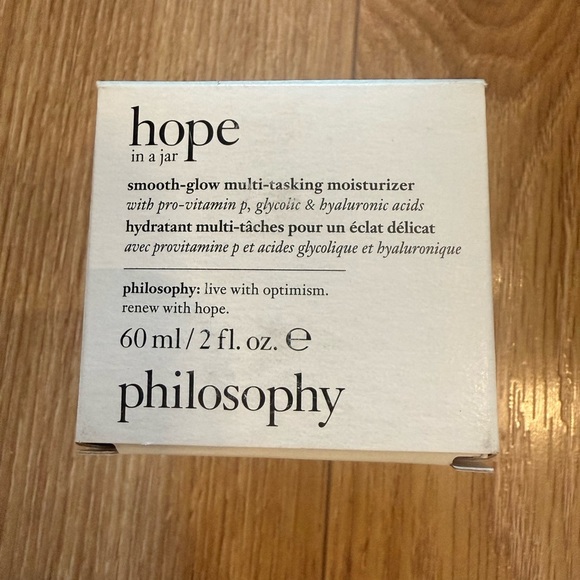 hope
in a jar
smooth-glow multi-tasking moisturizer
with pro-vitamin p, glycolic & hyaluronic acids
hydratant multi-tâches pour un éclat délicat
avec provitamine p et acides glycolique et hyaluronique
philosophy: live with optimism.
renew with hope.
60 ml / 2 fl. oz. ℮
philosophy